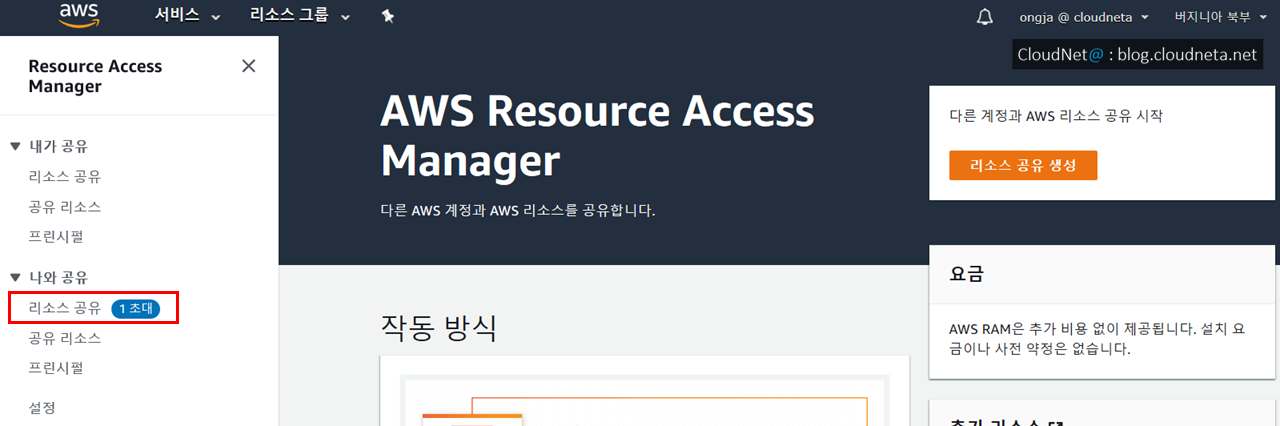 aws 서비스 리소스 그룹 ongja @ cloudneta 버지니아 북부
CloudNet@ : blog.cloudneta.net
Resource Access
Manager
내가 공유
리소스 공유
공유 리소스
프린시펄
나와 공유
리소스 공유 1 초대
공유 리소스
프린시펄
설정
AWS Resource Access
Manager
다른 AWS 계정과 AWS 리소스를 공유합니다.
작동 방식
다른 계정과 AWS 리소스 공유 시작
리소스 공유 생성
요금
AWS RAM은 추가 비용 없이 제공됩니다. 설치 요
금이나 사전 약정은 없습니다.
추가 리소스